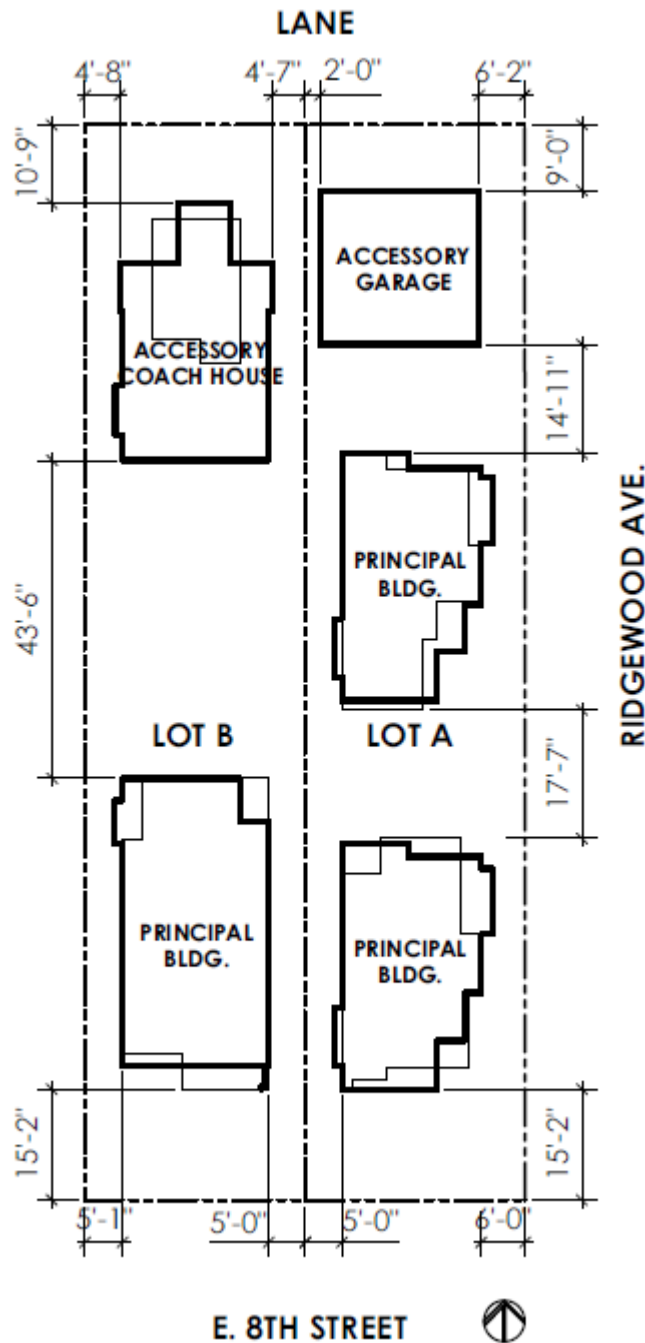 LANE
4'-8"
4'-7"
2'-0"
6'-2"
10'-9"
9'-0"
ACCESSORY
GARAGE
ACCESSORY
COACH HOUSE
14'-11"
PRINCIPAL
BLDG.
43'-6"
RIDGEWOOD AVE.
LOT B
LOT A
17'-7"
PRINCIPAL
BLDG.
PRINCIPAL
BLDG.
15'-2"
15'-2"
5'-1"
5'-0"
5'-0"
6'-0"
E. 8TH STREET